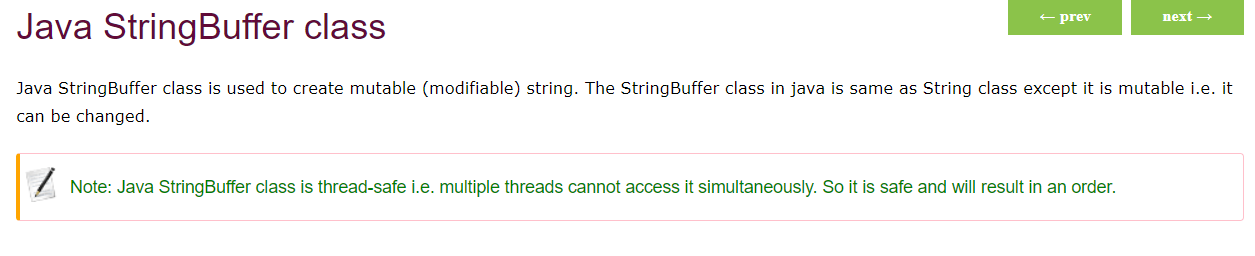 Java StringBuffer class
← prev
next →
Java StringBuffer class is used to create mutable (modifiable) string. The StringBuffer class in java is same as String class except it is mutable i.e. it
can be changed.
Note: Java StringBuffer class is thread-safe i.e. multiple threads cannot access it simultaneously. So it is safe and will result in an order.